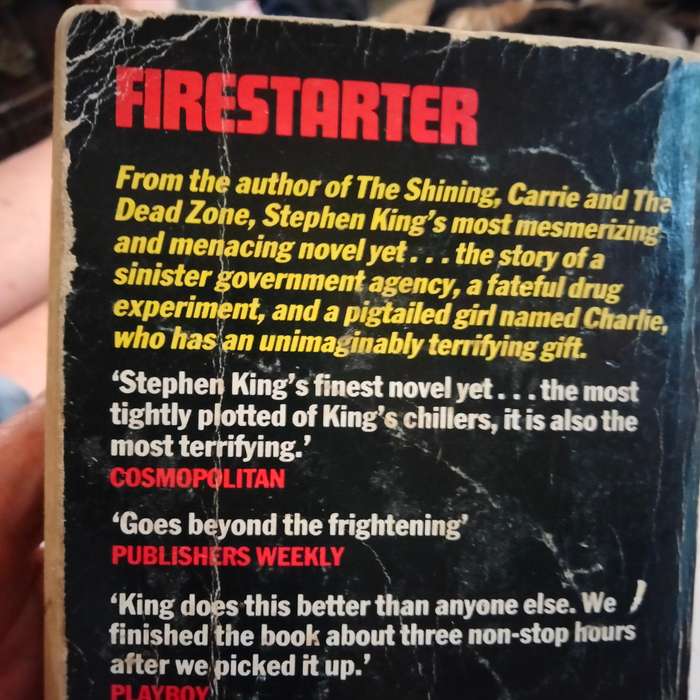 FIRESTARTER
From the author of The Shining, Carrie and The
Dead Zone, Stephen King's most mesmerizing
and menacing novel yet... the story of a
sinister government agency, a fateful drug
experiment, and a pigtailed girl named Charlie,
who has an unimaginably terrifying gift.
'Stephen King's finest novel yet... the most
tightly plotted of King's chillers, it is also the
most terrifying.'
COSMOPOLITAN
'Goes beyond the frightening'
PUBLISHERS WEEKLY
'King does this better than anyone else. We
finished the book about three non-stop hours
after we picked it up.'
PLAYBOY